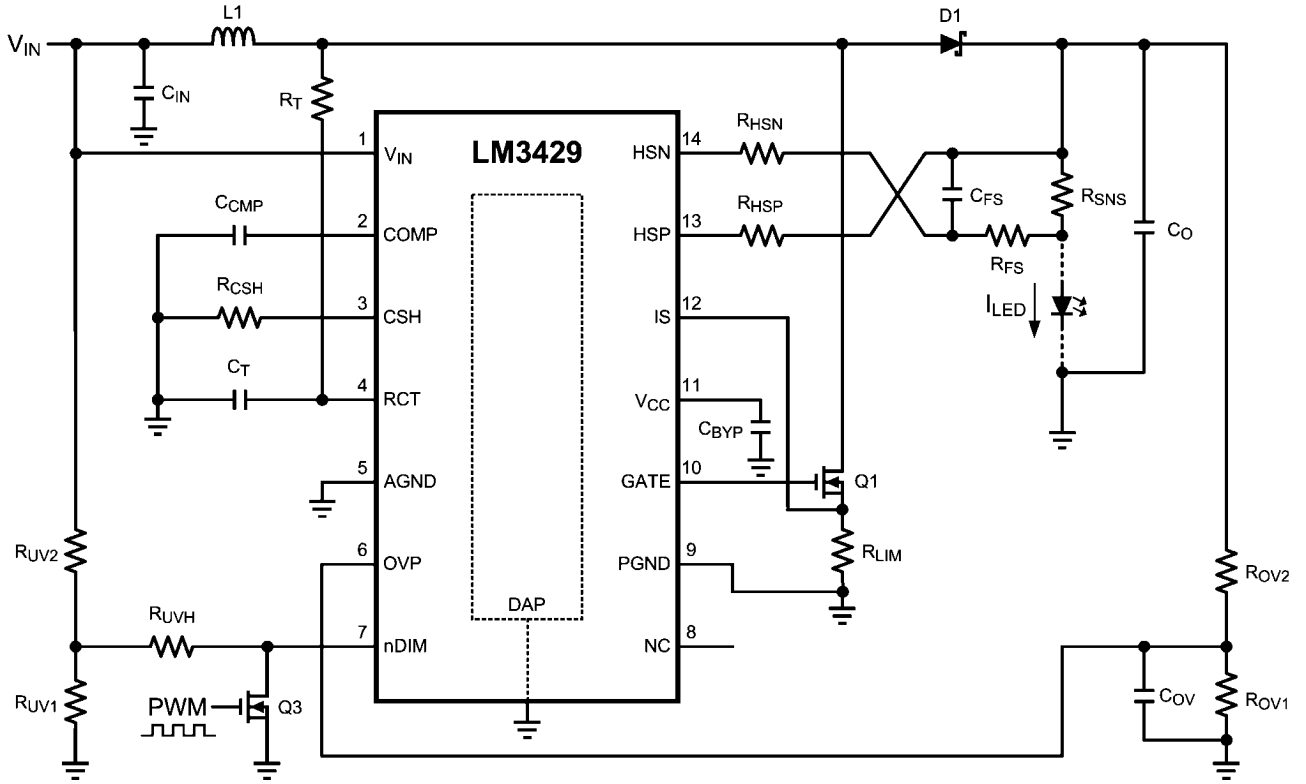 L1
D1
VIN
CIN
RT
LM3429
1
VIN
14
HSN
RHSN
CCMP
2
COMP
13
HSP
RHSP
CFS
RSNS
CO
RFS
RCSH
3
CSH
12
IS
ILED
CT
4
RCT
11
VCC
CBYP
5
AGND
10
GATE
Q1
RUV2
6
OVP
9
PGND
RLIM
ROV2
DAP
RUVH
7
nDIM
8
NC
RUV1
PWM
Q3
COV
ROV1